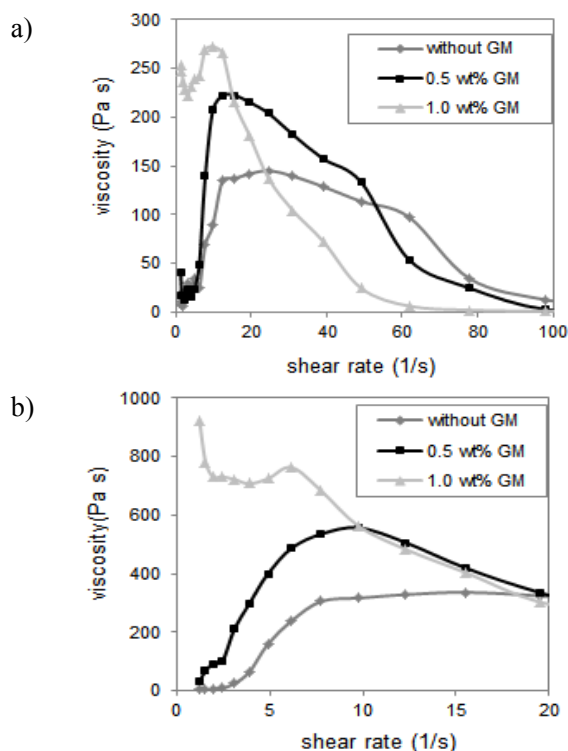 a)
300
250
200
150
100
50
0
viscosity (Pa s)
without GM
0.5 wt% GM
1.0 wt% GM
0 20 40 60 80 100
shear rate (1/s)
b)
1000
800
600
400
200
0
viscosity(Pa s)
without GM
0.5 wt% GM
1.0 wt% GM
0 5 10 15 20
shear rate (1/s)